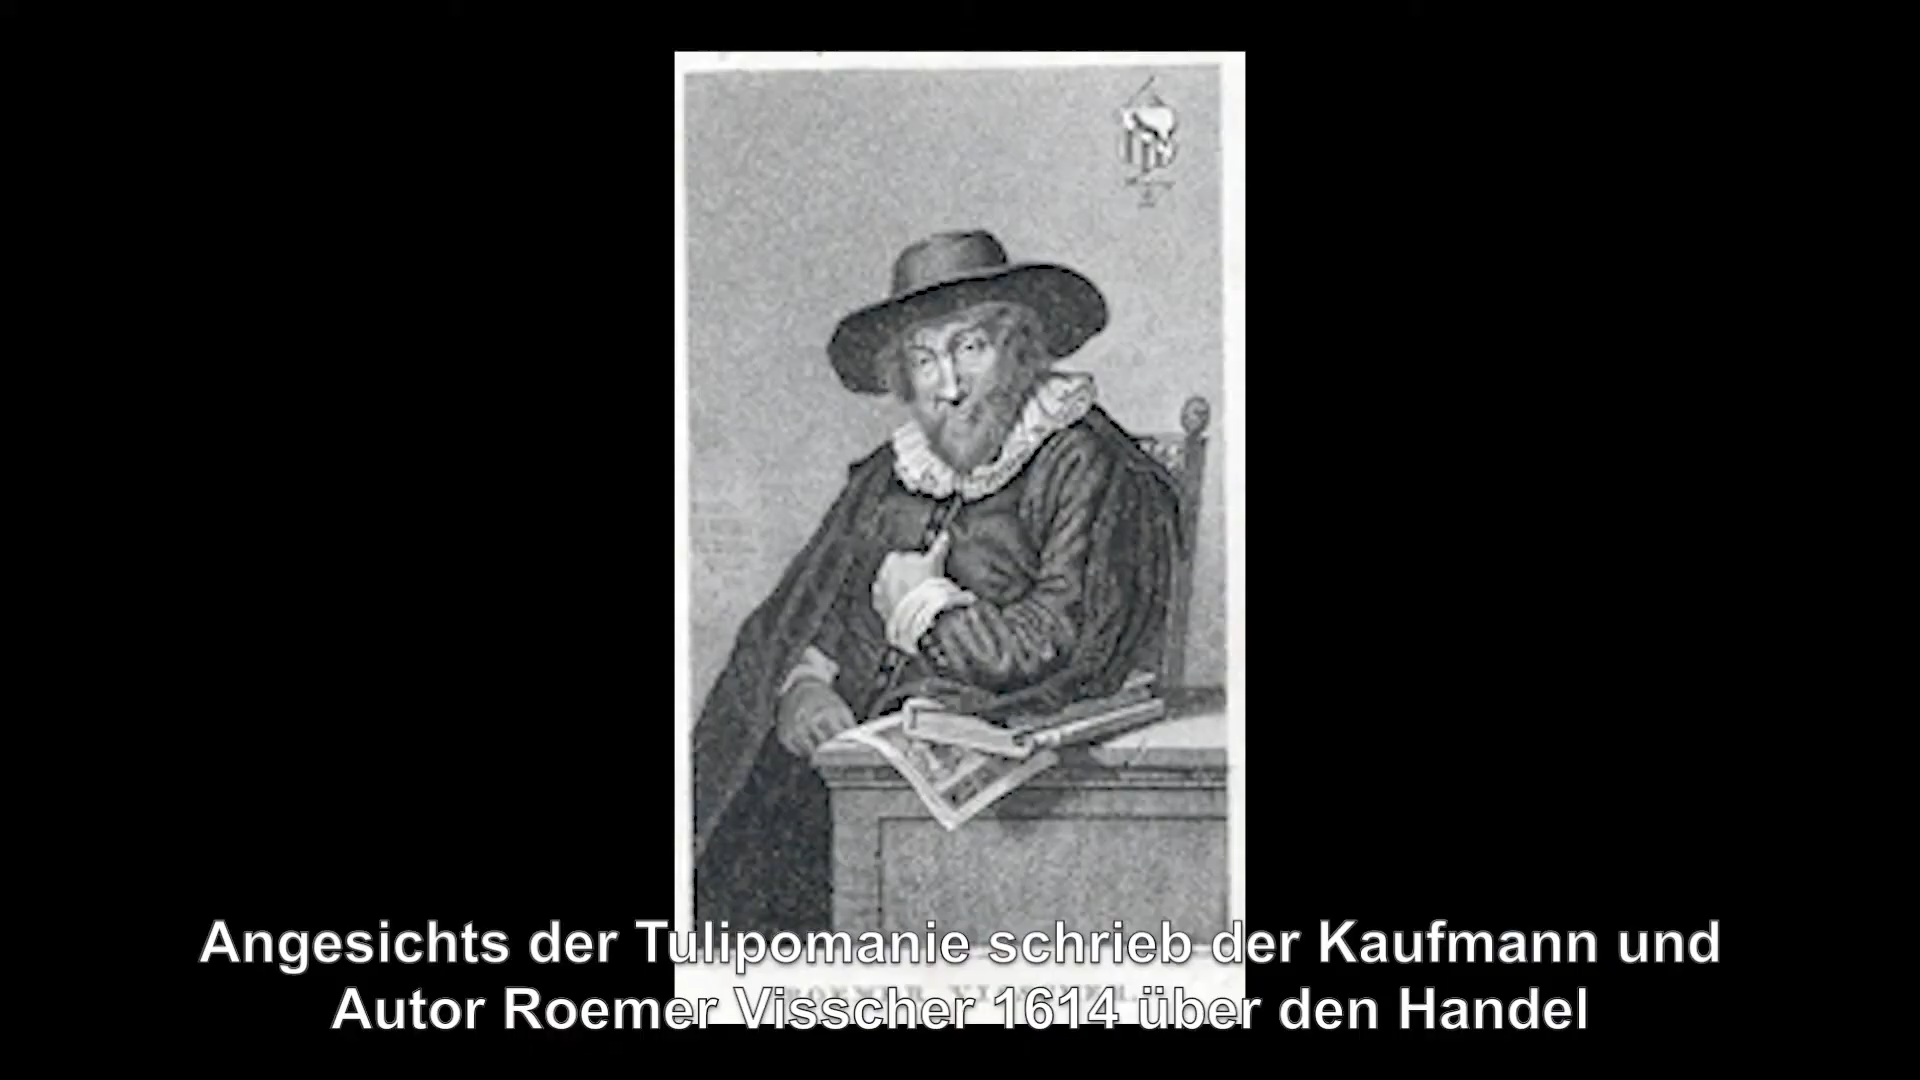 Angesichts der Tulipomanie schrieb der Kaufmann und
Autor Roemer Visscher 1614 über den Handel